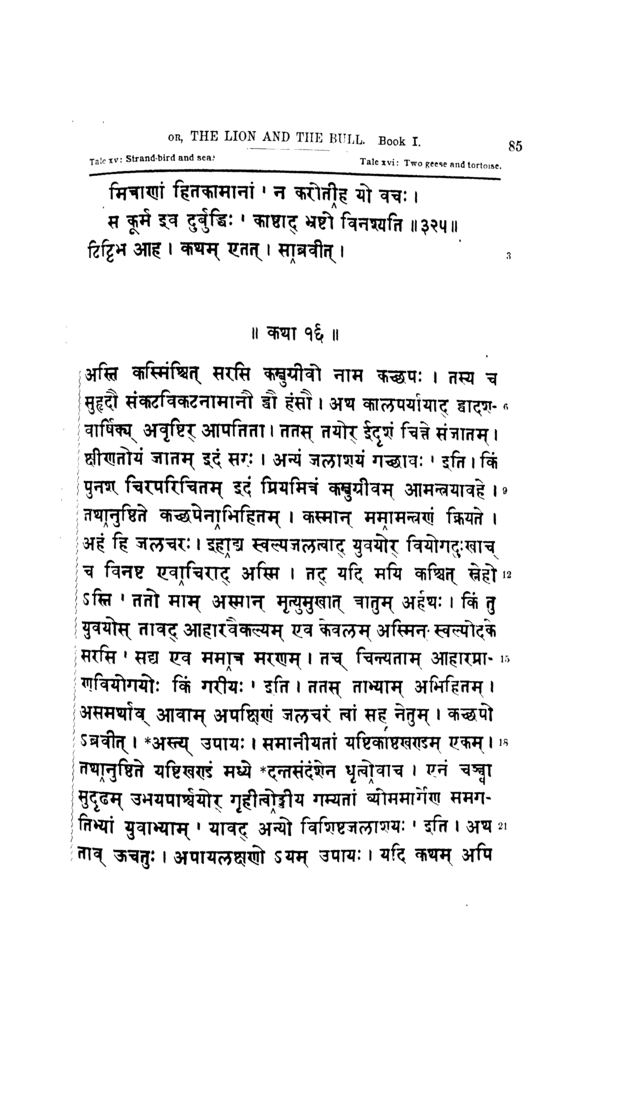 OR, THE LION AND THE BULL. Book I.
85
Tale xv: Strand-bird and sea.
Tale xvi: Two geese and tortoise.
मित्राणां हितकामानां ' न करोतीह यो वचः ।
स कूर्म इव दुर्बुद्धिः ' काष्ठाद् भ्रष्टो विनश्यति ॥३२५॥
टिट्टिभ आह । कथम् एतत् । साब्रवीत् ।
3
॥ कथा १६ ॥
अस्ति कस्मिंश्चित् सरसि कम्बुग्रीवो नाम कच्छपः । तस्य च
सुहृदौ संकटविकटनामानौ द्वौ हंसौ । अथ कालपर्यायाद् द्वादश- 6
वार्षिक्य् अवृष्टिर् आपतिता । ततस् तयोर् ईदृशं चित्ते संजातम् ।
क्षीणतोयं जातम् इदं सरः । अन्यं जलाशयं गच्छावः ' इति । किं
पुनश् चिरपरिचितम् इदं प्रियमित्रं कम्बुग्रीवम् आमन्त्रयावहे । 9
तथानुष्ठिते कच्छपेनाभिहितम् । कस्मान् ममामन्त्रणं क्रियते ।
अहं हि जलचरः । इहाद्य स्वल्पजलत्वाद् युवयोर् वियोगदुःखाच्
च विनष्ट एवाचिराद् अस्मि । तद् यदि मयि कश्चित् स्नेहो 12
ऽस्ति ' ततो माम् अस्मान् मृत्युमुखात् त्रातुम् अर्हथः । किं तु
युवयोस् तावद् आहारवैकल्यम् एव केवलम् अस्मिन् स्वल्पोदके
सरसि ' सद्य एव ममात्र मरणम् । तच् चिन्त्यताम् आहारप्रा- 15
णवियोगयोः किं गरीयः ' इति । ततस् ताभ्याम् अभिहितम् ।
असमर्थाव् आवाम् अपक्षिणं जलचरं त्वां सह नेतुम् । कच्छपो
ऽब्रवीत् । *अस्त्य् उपायः । समानीयतां यष्टिकाष्ठखण्डम् एकम् । 18
तथानुष्ठिते यष्टिखण्डं मध्ये *दन्तसंदंशेन धृत्वोवाच । एनं चञ्च्वा
सुदृढम् उभयपार्श्वयोर् गृहीत्वोड्डीय गम्यतां व्योममार्गेण समग-
तिभ्यां युवाभ्याम् ' यावद् अन्यो विशिष्टजलाशयः ' इति । अथ 21
ताव् ऊचतुः । अपायलक्षणो ऽयम् उपायः । यदि कथम् अपि